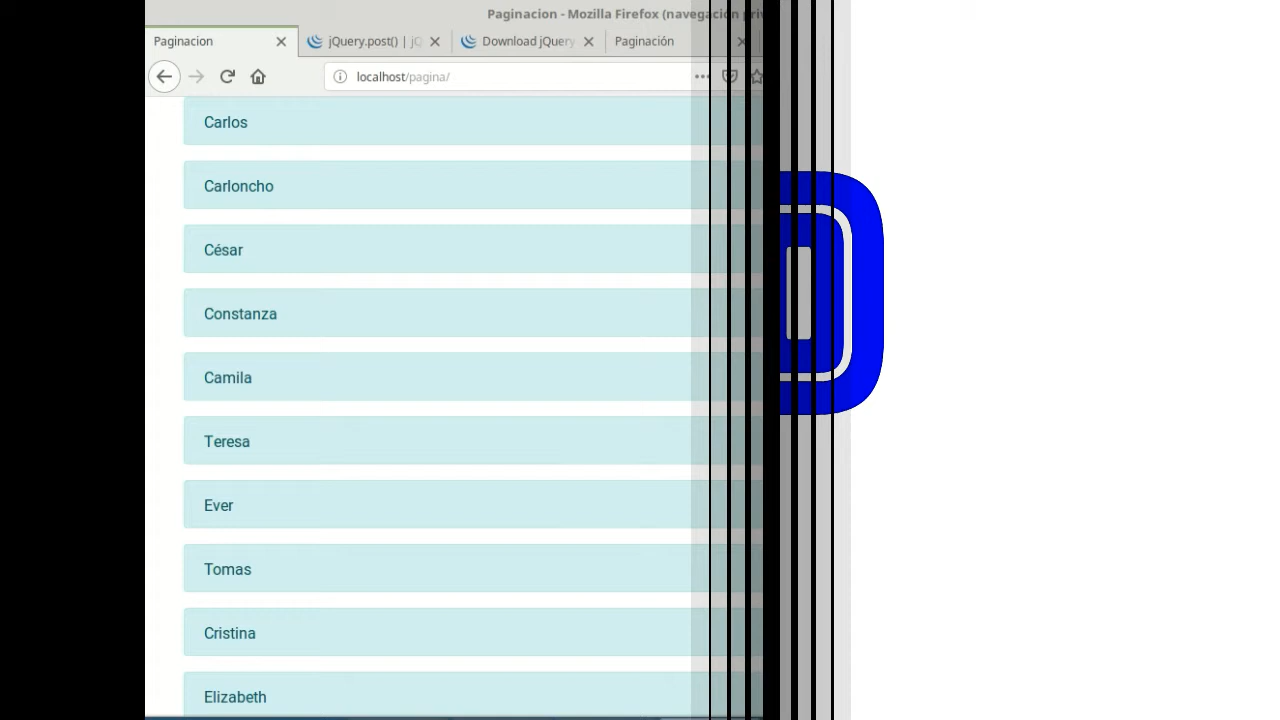 Paginacion - Mozilla Firefox (navegación priv
Paginacion
jQuery.post() | jQ
Download jQuery
Paginación
localhost/pagina/
Carlos
Carloncho
César
Constanza
Camila
Teresa
Ever
Tomas
Cristina
Elizabeth